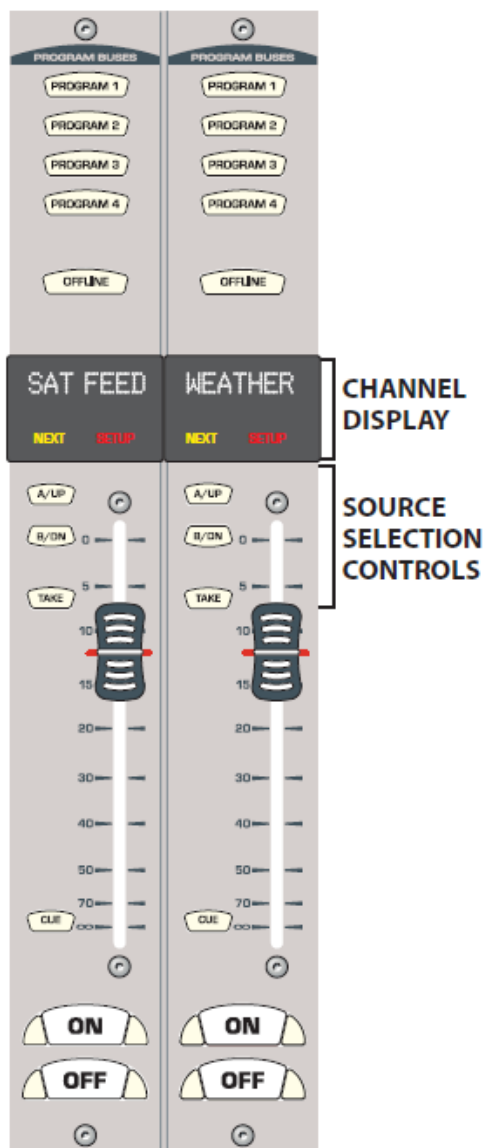 PROGRAM BUSES
PROGRAM 1
PROGRAM 2
PROGRAM 3
PROGRAM 4
OFFLINE
SAT FEED
NEXT SETUP
A/UP
B/DN
TAKE
0
5
10
15
20
30
40
50
70
∞
CUE
ON
OFF
PROGRAM BUSES
PROGRAM 1
PROGRAM 2
PROGRAM 3
PROGRAM 4
OFFLINE
WEATHER
NEXT SETUP
A/UP
B/DN
TAKE
0
5
10
15
20
30
40
50
70
∞
CUE
ON
OFF
CHANNEL
DISPLAY
SOURCE
SELECTION
CONTROLS